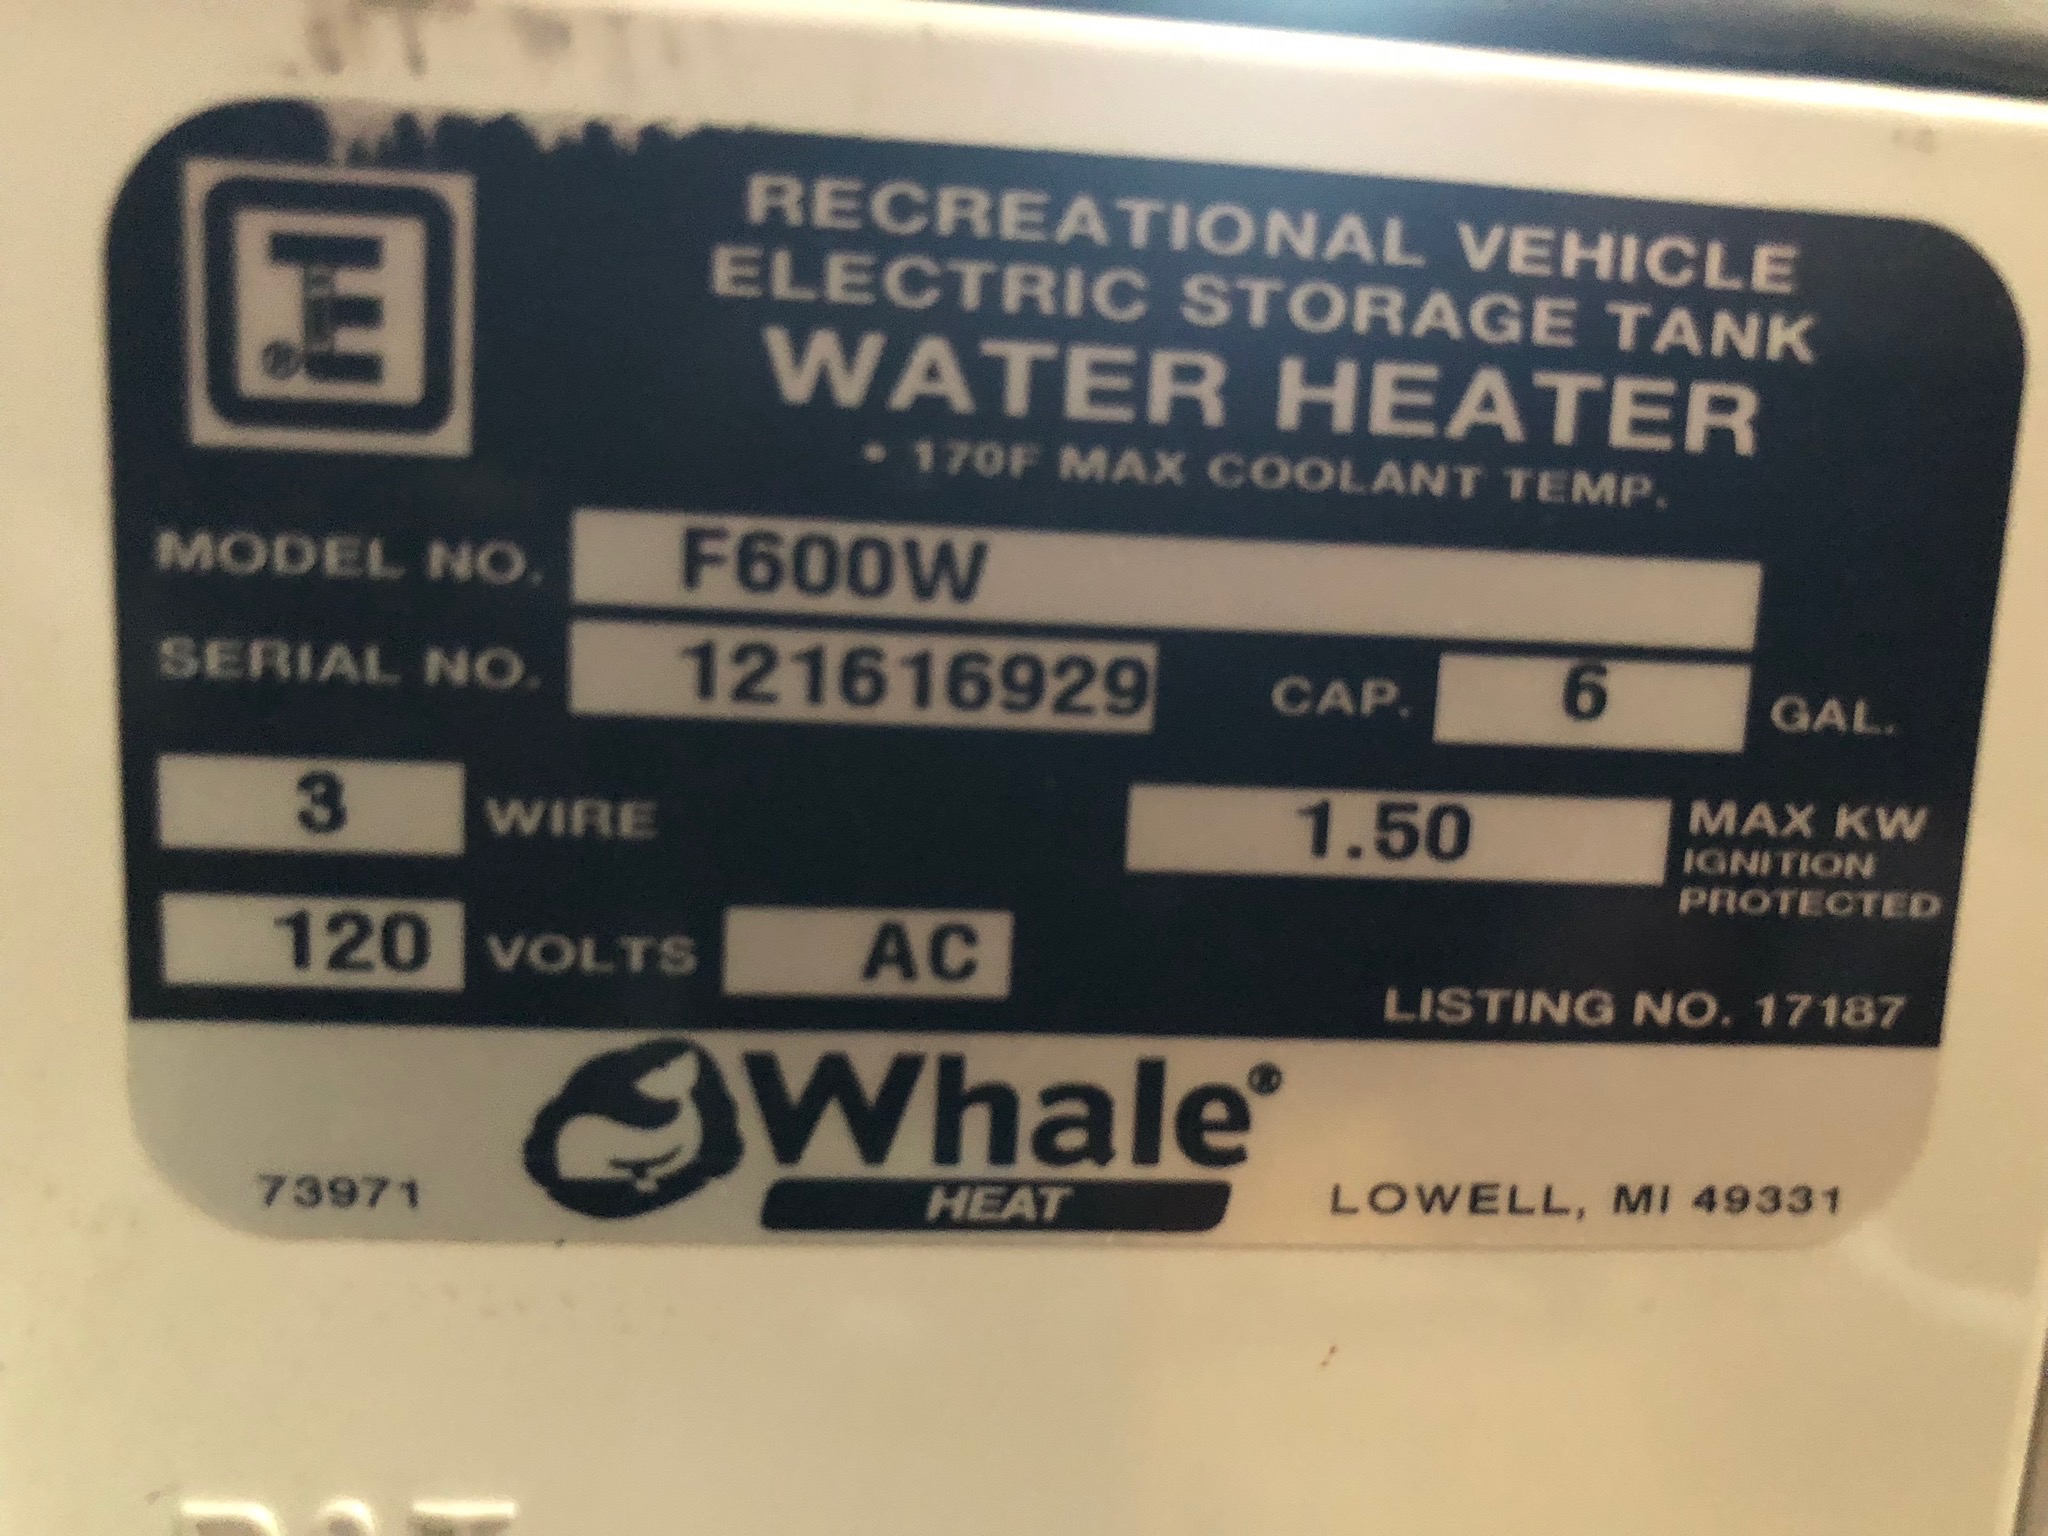 RECREATIONAL VEHICLE
ELECTRIC STORAGE TANK
WATER HEATER
• 170F MAX COOLANT TEMP.
MODEL NO. F600W
SERIAL NO. 121616929 CAP. 6 GAL.
3 WIRE 1.50 MAX KW
IGNITION
PROTECTED
120 VOLTS AC
LISTING NO. 17187
Whale®
HEAT
73971
LOWELL, MI 49331